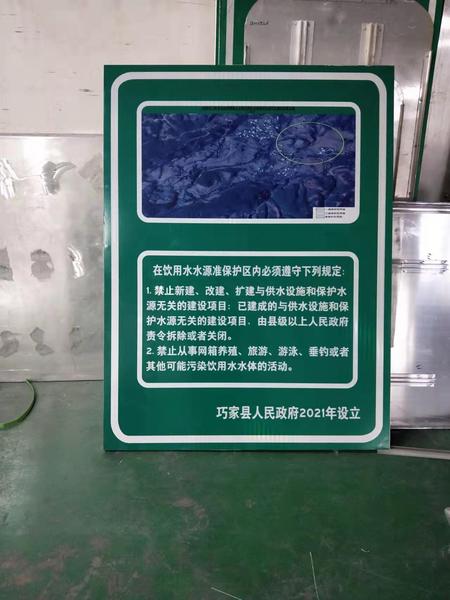 在饮用水水源准保护区内必须遵守下列规定：
1. 禁止新建、改建、扩建与供水设施和保护水
源无关的建设项目；已建成的与供水设施和保
护水源无关的建设项目，由县级以上人民政府
责令拆除或者关闭。
2. 禁止从事网箱养殖、旅游、游泳、垂钓或者
其他可能污染饮用水水体的活动。
巧家县人民政府2021年设立